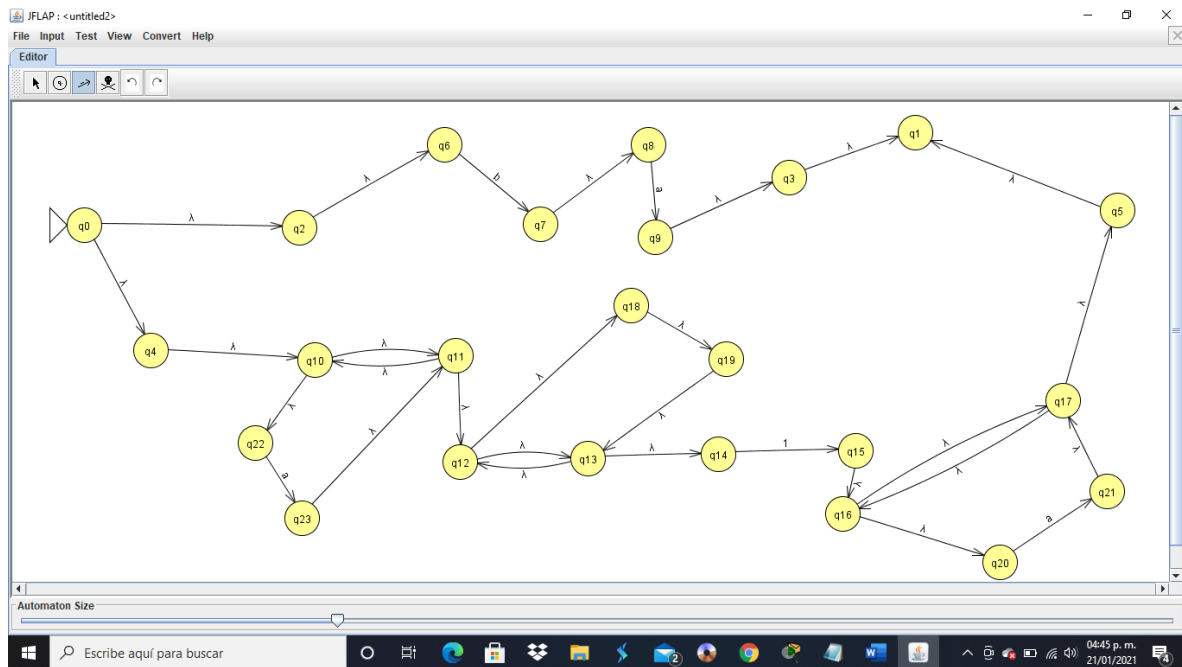 JFLAP : <untitled2>
File Input Test View Convert Help
Editor
q6
q8
q1
λ
b
λ
a
λ
q3
λ
λ
q0
λ
q2
q7
q9
q5
λ
q18
λ
λ
q4
λ
q10
λ
λ
q11
q19
λ
λ
λ
λ
λ
q17
q22
a
λ
q12
λ
λ
q13
λ
q14
1
q15
λ
λ
λ
λ
q23
q16
λ
q20
a
q21
Automaton Size
Escribe aquí para buscar
2
W
04:45 p. m.
21/01/2021
4